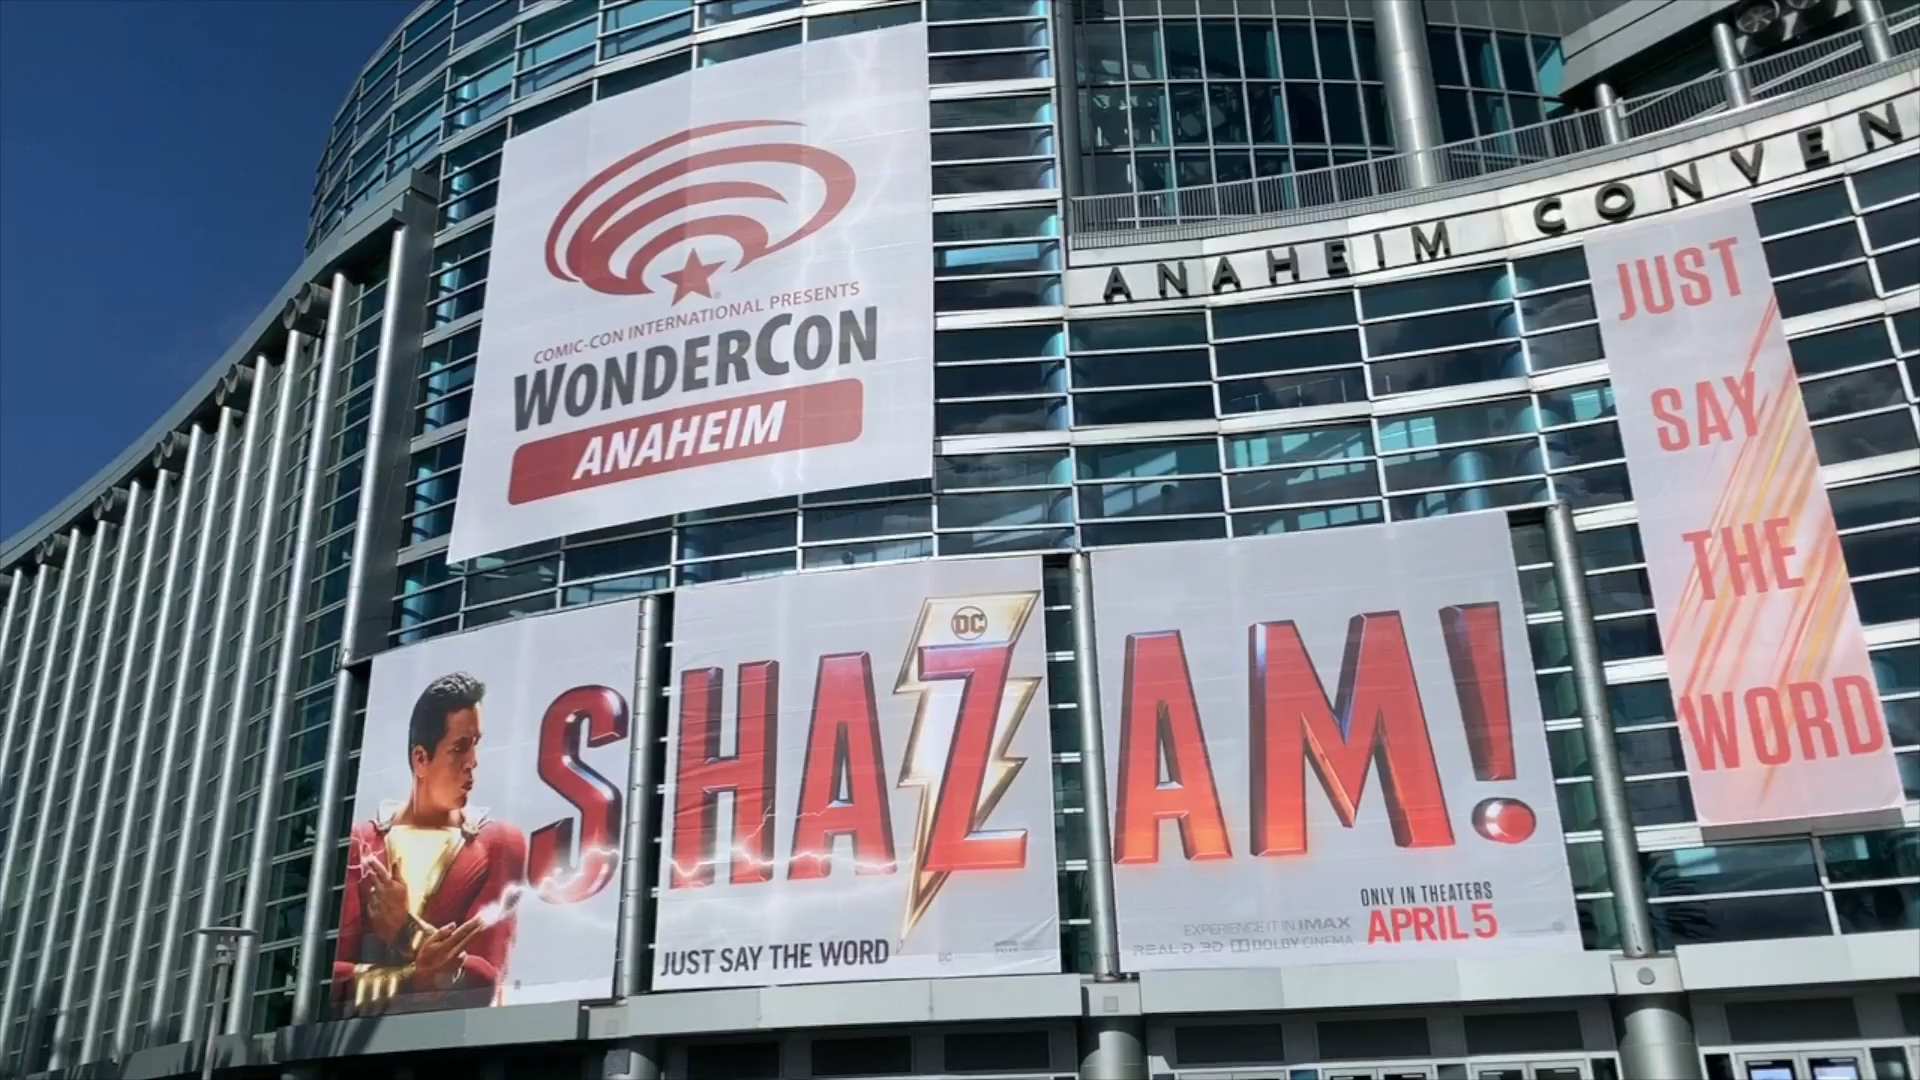 COMIC-CON INTERNATIONAL PRESENTS
WONDERCON
ANAHEIM
ANAHEIM CONVEN
JUST
SAY
THE
WORD
DC
SHAZAM!
JUST SAY THE WORD
ONLY IN THEATERS
APRIL 5
EXPERIENCE IT IN IMAX
REAL D 3D DOLBY CINEMA